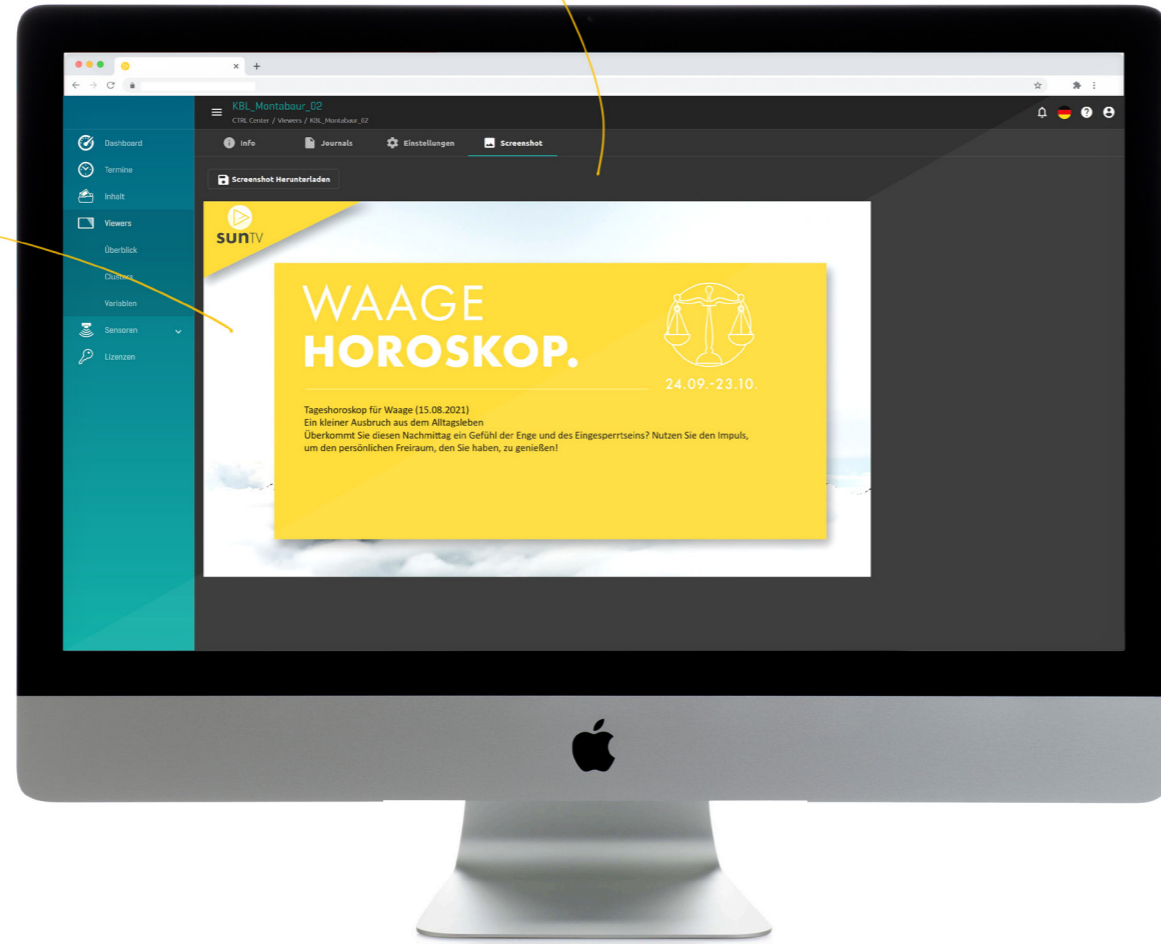 KBL_Montabaur_02
CTRL Center / Viewers / KBL_Montabaur_02
Dashboard
Termine
Inhalt
Viewers
Überblick
Clusters
Variablen
Sensoren
Lizenzen
Info
Journals
Einstellungen
Screenshot
Screenshot Herunterladen
sunTV
WAAGE
HOROSKOP.
24.09.-23.10.
Tageshoroskop für Waage (15.08.2021)
Ein kleiner Ausbruch aus dem Alltagsleben
Überkommt Sie diesen Nachmittag ein Gefühl der Enge und des Eingesperrtseins? Nutzen Sie den Impuls,
um den persönlichen Freiraum, den Sie haben, zu genießen!